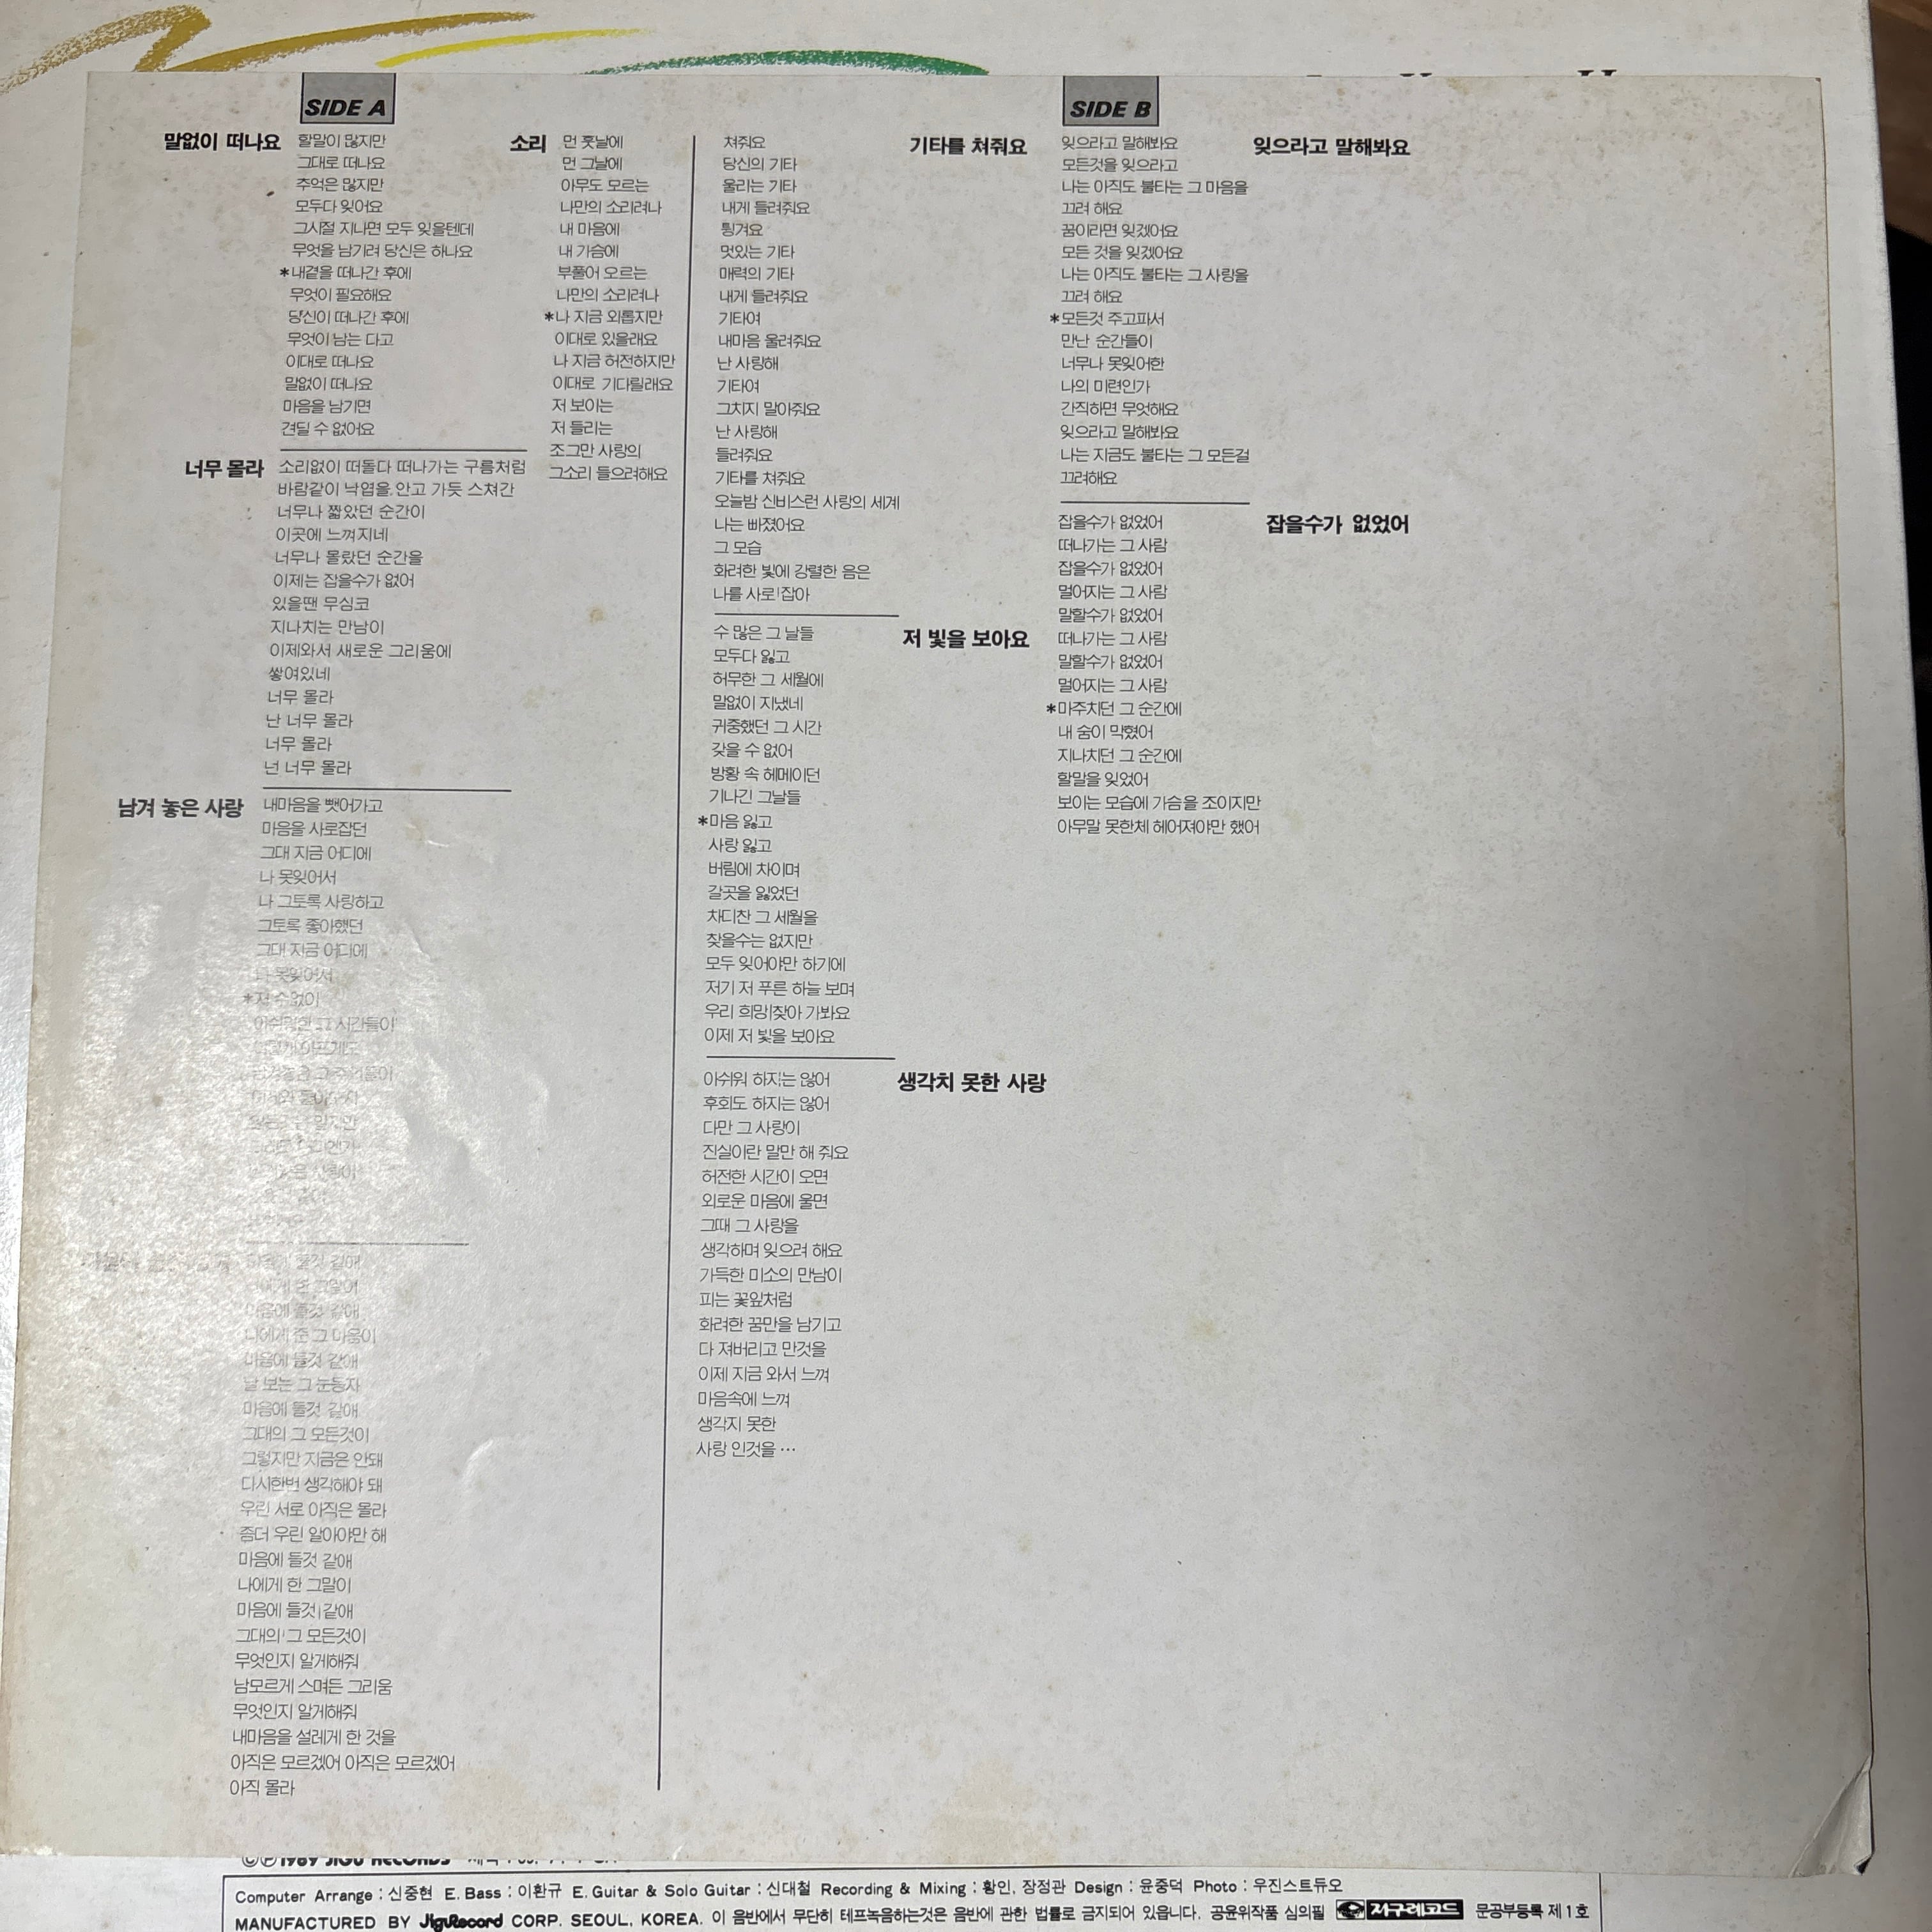 SIDE A
말없이 떠나요
할말이 많지만
그대로 떠나요
추억은 많지만
모두다 잊어요
그시절 지나면 모두 잊을텐데
무엇을 남기려 당신은 하나요
*내곁을 떠나간 후에
무엇이 필요해요
당신이 떠나간 후에
무엇이 남는 다고
이대로 떠나요
말없이 떠나요
마음을 남기면
견딜 수 없어요
너무 몰라
소리없이 떠돌다 떠나가는 구름처럼
바람같이 낙엽을 안고 가듯 스쳐간
너무나 짧았던 순간이
이곳에 느껴지네
너무나 몰랐던 순간을
이제는 잡을수가 없어
있을땐 무심코
지나치는 만남이
이제와서 새로운 그리움에
쌓여있네
너무 몰라
난 너무 몰라
너무 몰라
넌 너무 몰라
남겨 놓은 사랑
내마음을 뺏어가고
마음을 사로잡던
그대 지금 어디에
나 못잊어서
나 그토록 사랑하고
그토록 좋아했던
그대 지금 어디에
나 못잊어서
그 시간들이
들것 같애
마음에 들것 같애
나에게 준 그 마음이
마음에 들것 같애
날 보는 그 눈동자
마음에 들것 같애
그대의 그 모든것이
그렇지만 지금은 안돼
다시한번 생각해야 돼
우린 서로 아직은 몰라
좀더 우린 알아야만 해
마음에 들것 같애
나에게 한 그말이
마음에 들것 같애
그대의 그 모든것이
무엇인지 알게해줘
남모르게 스며든 그리움
무엇인지 알게해줘
내마음을 설레게 한 것을
아직은 모르겠어 아직은 모르겠어
아직 몰라
소리
먼 훗날에
먼 그날에
아무도 모르는
나만의 소리려나
내 마음에
내 가슴에
부풀어 오르는
나만의 소리려나
*나 지금 외롭지만
이대로 있을래요
나 지금 허전하지만
이대로 기다릴래요
저 보이는
저 들리는
조그만 사랑의
그소리 들으려해요
SIDE B
기타를 쳐줘요
쳐줘요
당신의 기타
울리는 기타
내게 들려줘요
튕겨요
멋있는 기타
매력의 기타
내게 들려줘요
기타여
내마음 울려줘요
난 사랑해
기타여
그치지 말아줘요
난 사랑해
들려줘요
기타를 쳐줘요
오늘밤 신비스런 사랑의 세계
나는 빠졌어요
그 모습
화려한 빛에 강렬한 음은
나를 사로잡아
저 빛을 보아요
수 많은 그 날들
모두다 잃고
허무한 그 세월에
말없이 지냈네
귀중했던 그 시간
갖을 수 없어
방황 속 헤메이던
기나긴 그날들
*마음 잃고
사랑 잃고
버림에 차이며
갈곳을 잃었던
차디찬 그 세월을
찾을수는 없지만
모두 잊어야만 하기에
저기 저 푸른 하늘 보며
우리 희망찾아 가봐요
이제 저 빛을 보아요
생각치 못한 사랑
아쉬워 하지는 않어
후회도 하지는 않어
다만 그 사랑이
진실이란 말만 해 줘요
허전한 시간이 오면
외로운 마음에 울면
그때 그 사랑을
생각하며 잊으려 해요
가득한 미소의 만남이
피는 꽃잎처럼
화려한 꿈만을 남기고
다 져버리고 만것을
이제 지금 와서 느껴
마음속에 느껴
생각지 못한
사랑 인것을 …
잊으라고 말해봐요
잊으라고 말해봐요
모든것을 잊으라고
나는 아직도 불타는 그 마음을
끄려 해요
꿈이라면 잊겠어요
모든 것을 잊겠어요
나는 아직도 불타는 그 사랑을
끄려 해요
*모든것 주고파서
만난 순간들이
너무나 못잊어한
나의 미련인가
간직하면 무엇해요
잊으라고 말해봐요
나는 지금도 불타는 그 모든걸
끄려해요
잡을수가 없었어
잡을수가 없었어
떠나가는 그 사람
잡을수가 없었어
멀어지는 그 사람
말할수가 없었어
떠나가는 그 사람
말할수가 없었어
멀어지는 그 사람
*마주치던 그 순간에
내 숨이 막혔어
지나치던 그 순간에
할말을 잊었어
보이는 모습에 가슴을 조이지만
아무말 못한체 헤어져야만 했어
©℗1989 JIGU RECORDS
Computer Arrange : 신중현 E. Bass : 이환규 E. Guitar & Solo Guitar : 신대철 Recording & Mixing : 황인, 장정관 Design : 윤중덕 Photo : 우진스트듀오
MANUFACTURED BY JiguRecord CORP. SEOUL, KOREA. 이 음반에서 무단히 테프녹음하는것은 음반에 관한 법률로 금지되어 있읍니다. 공윤위작품 심의필 지구레코드 문공부등록 제1호